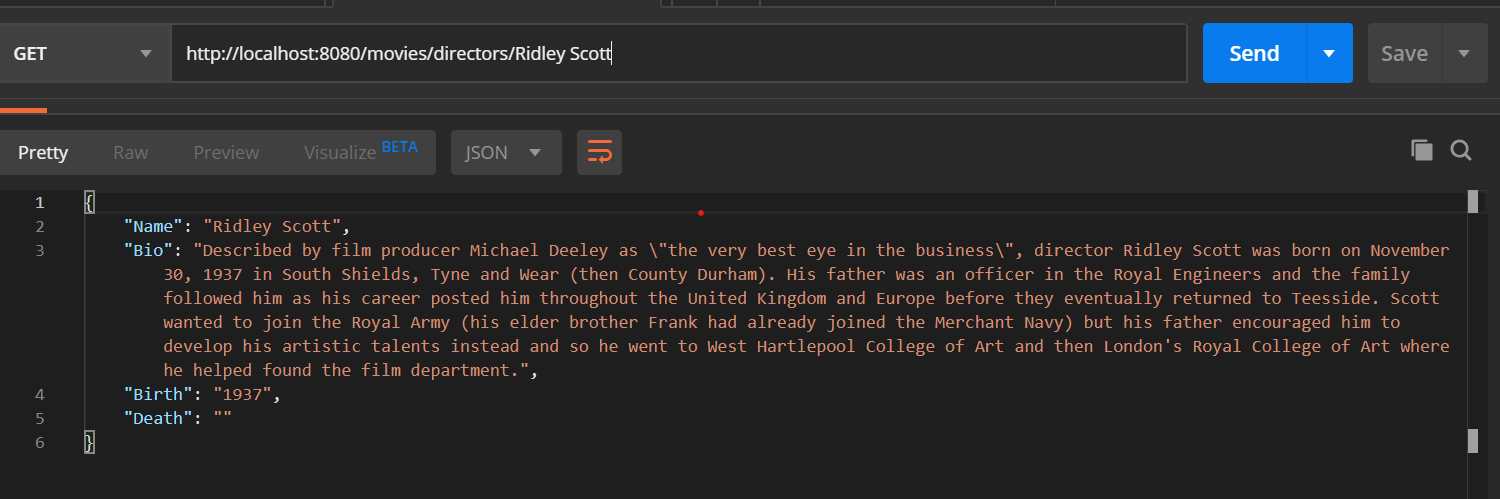 GET http://localhost:8080/movies/directors/Ridley Scott Send Save
Pretty Raw Preview Visualize BETA JSON
1 {
2 "Name": "Ridley Scott",
3 "Bio": "Described by film producer Michael Deeley as \"the very best eye in the business\", director Ridley Scott was born on November
30, 1937 in South Shields, Tyne and Wear (then County Durham). His father was an officer in the Royal Engineers and the family
followed him as his career posted him throughout the United Kingdom and Europe before they eventually returned to Teesside. Scott
wanted to join the Royal Army (his elder brother Frank had already joined the Merchant Navy) but his father encouraged him to
develop his artistic talents instead and so he went to West Hartlepool College of Art and then London's Royal College of Art where
he helped found the film department.",
4 "Birth": "1937",
5 "Death": ""
6 }